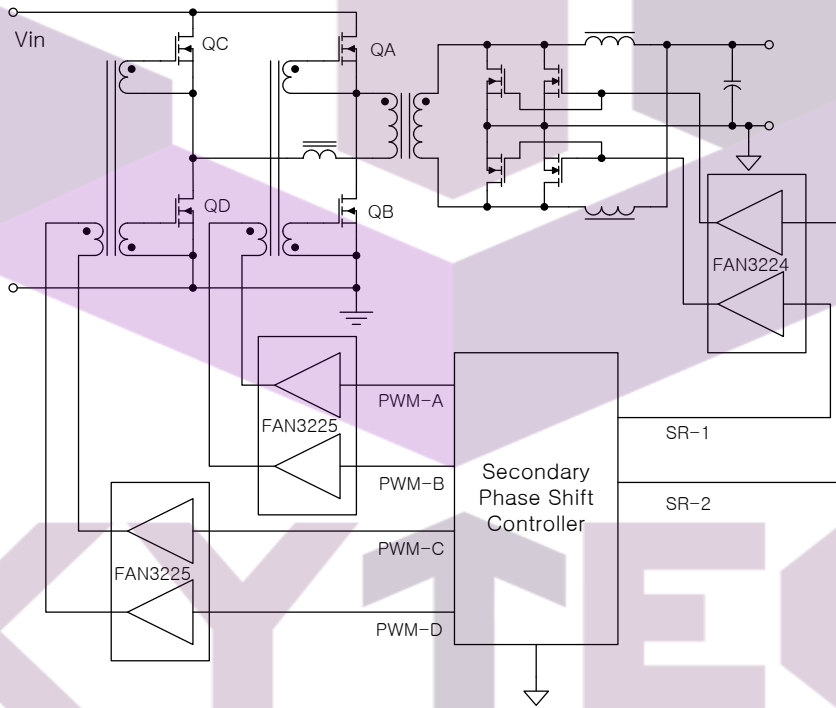 Vin
QC
QA
QD
QB
FAN3224
PWM-A
FAN3225
PWM-B
SR-1
Secondary
Phase Shift
Controller
SR-2
PWM-C
FAN3225
PWM-D